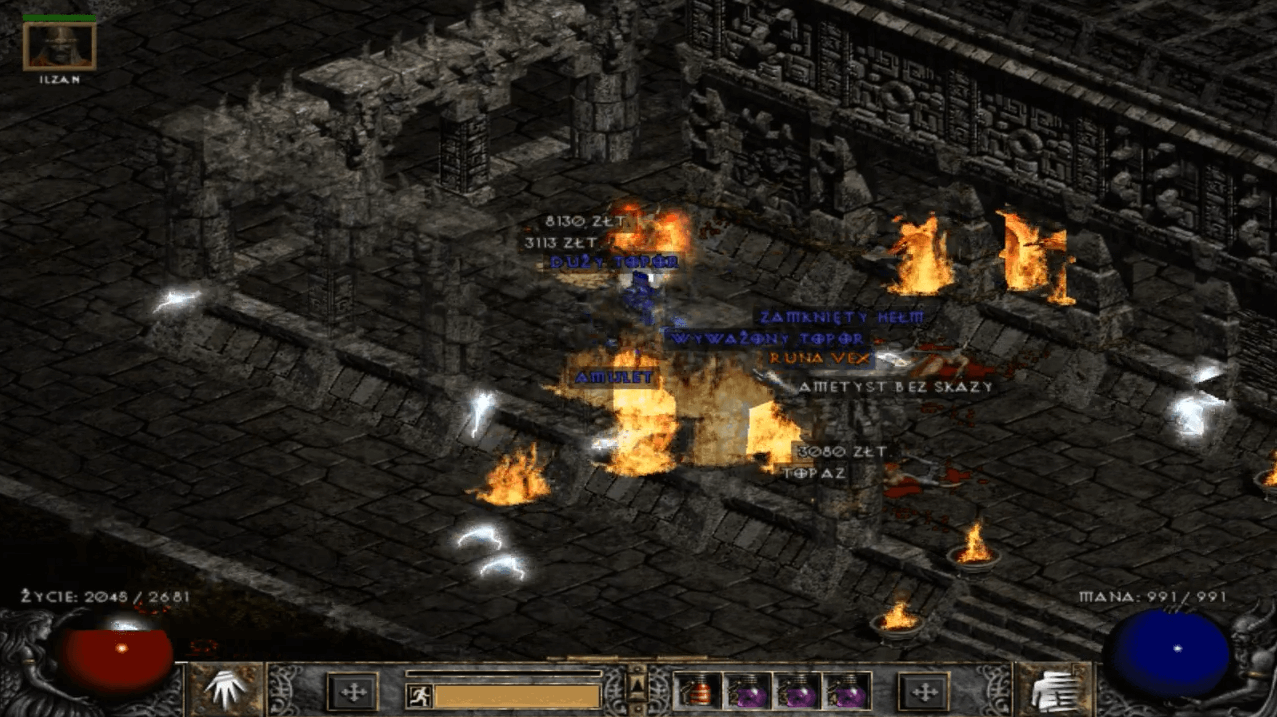 ILZAN
8130 ZŁT
3113 ZŁT
DUŻY TOPÓR
ZAMKNIĘTY HEŁM
WYWAŻONY TOPÓR
RUNA VEX
AMULET
AMETYST BEZ SKAZY
3080 ZŁT
TOPAZ
ŻYCIE: 2048 / 2681
MANA: 991 / 991